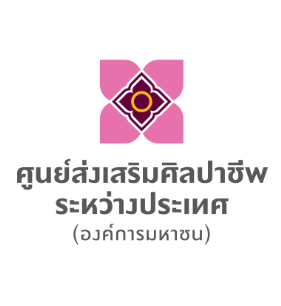 ศูนย์ส่งเสริมศิลปาชีพ
ระหว่างประเทศ
(องค์การมหาชน)